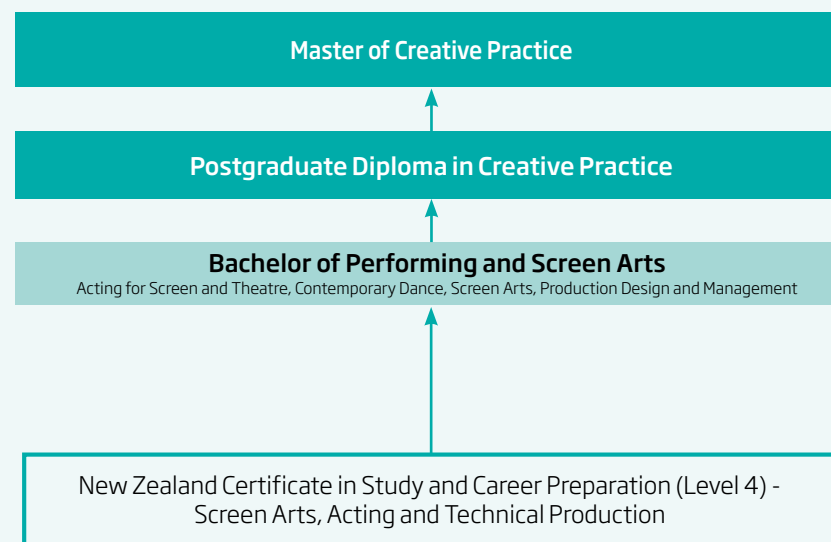 Master of Creative Practice
Postgraduate Diploma in Creative Practice
Bachelor of Performing and Screen Arts
Acting for Screen and Theatre, Contemporary Dance, Screen Arts, Production Design and Management
New Zealand Certificate in Study and Career Preparation (Level 4) -
Screen Arts, Acting and Technical Production